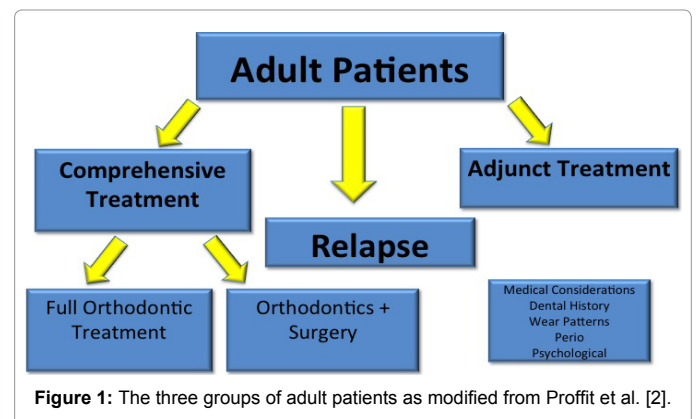 Adult Patients
Comprehensive
Treatment
Adjunct Treatment
Relapse
Full Orthodontic
Treatment
Orthodontics +
Surgery
Medical Considerations
Dental History
Wear Patterns
Perio
Psychological
Figure 1: The three groups of adult patients as modified from Proffit et al. [2].